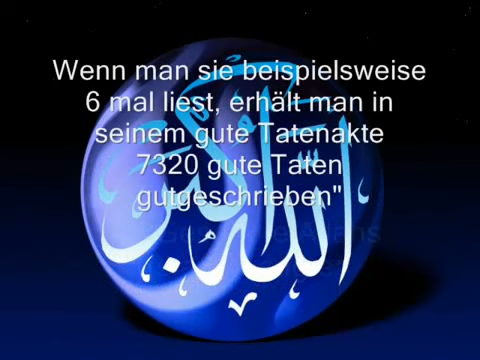 Wenn man sie beispielsweise
6 mal liest, erhält man in
seinem gute Tatenakte
7320 gute Taten
gutgeschrieben"
الله أكبر